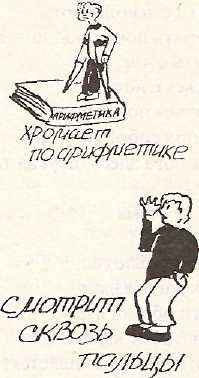 АРИФМЕТИКА
хромает
по арифметике
смотрит
сквозь
пальцы